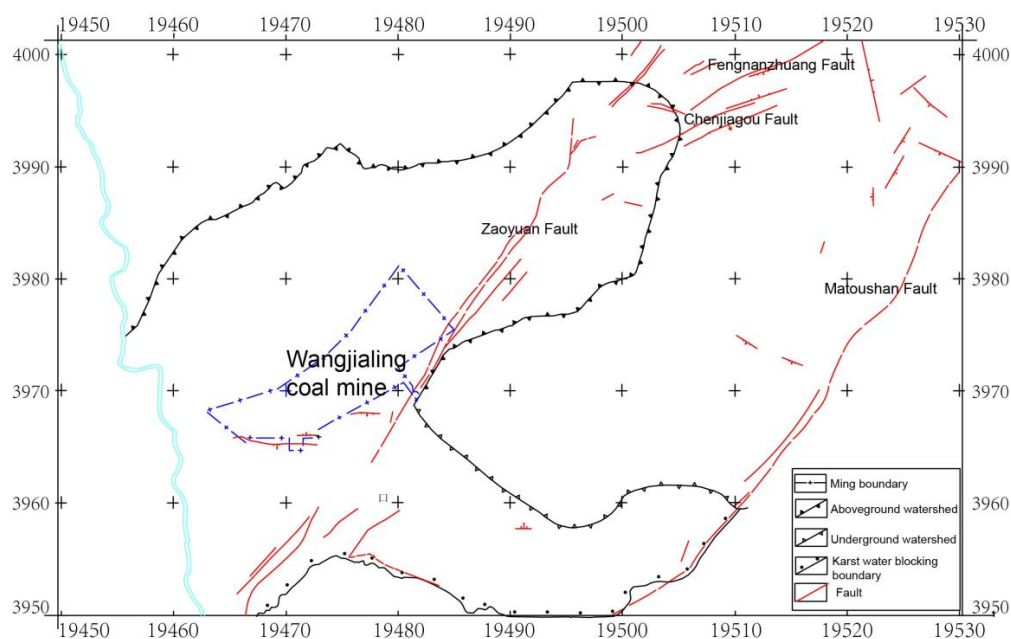 19450 19460 19470 19480 19490 19500 19510 19520 19530
4000 4000
Fengnanzhuang Fault
Chenjiagou Fault
3990 3990
Zaoyuan Fault
3980 3980
Matoushan Fault
Wangjialing
coal mine
3970 3970
3960 3960
Ming boundary
Aboveground watershed
Underground watershed
Karst water blocking
boundary
Fault
3950 3950
19450 19460 19470 19480 19490 19500 19510 19520 19530